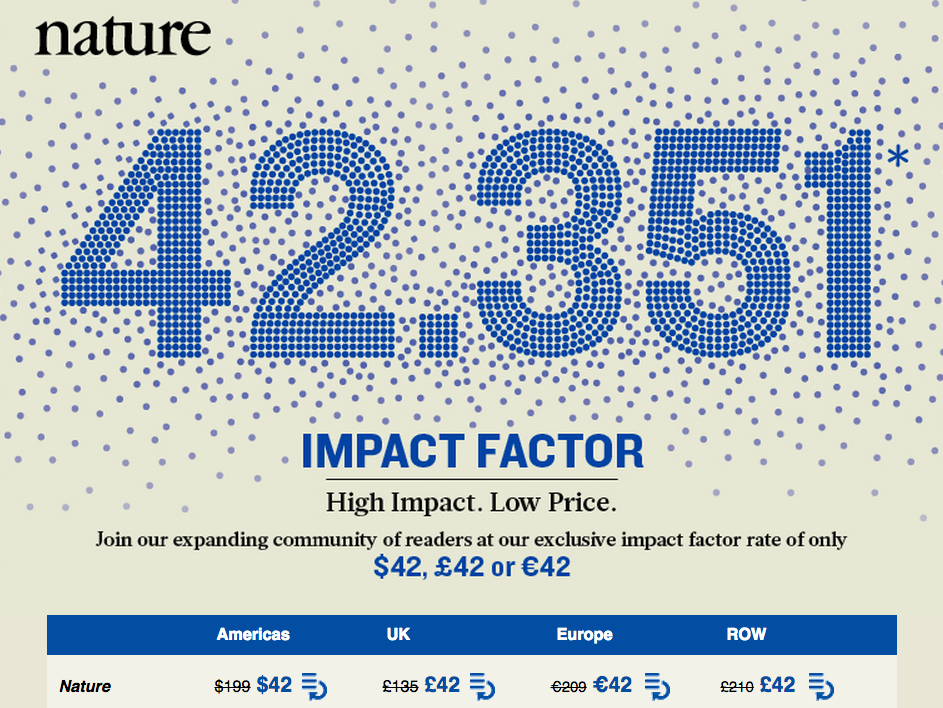 nature
42.351*
IMPACT FACTOR
High Impact. Low Price.
Join our expanding community of readers at our exclusive impact factor rate of only
$42, £42 or €42
Americas UK Europe ROW
Nature $199 $42 £135 £42 €209 €42 £210 £42